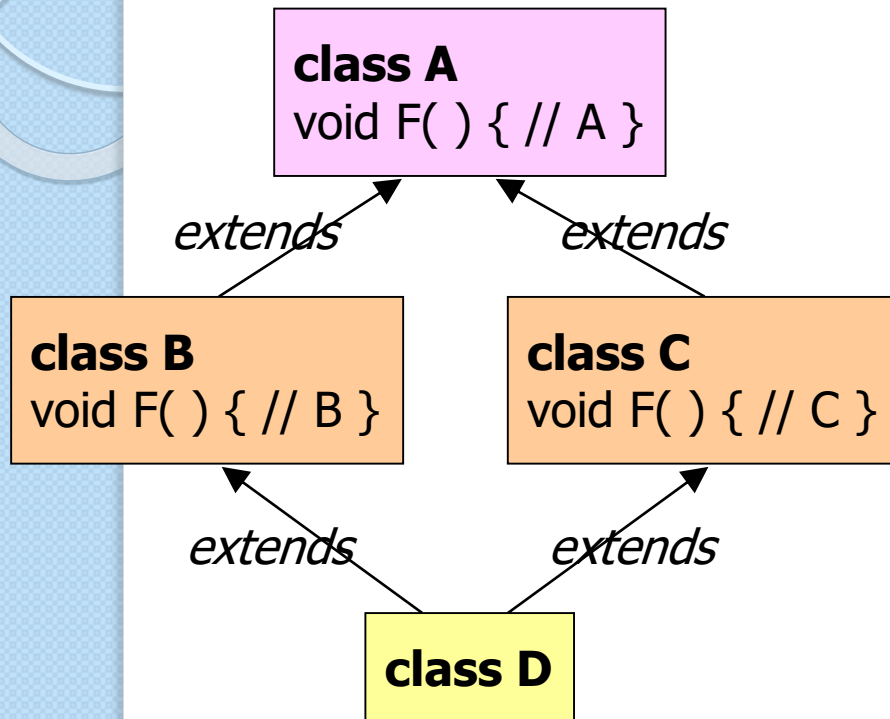 class A
void F( ) { // A }
extends
extends
class B
void F( ) { // B }
class C
void F( ) { // C }
extends
extends
class D